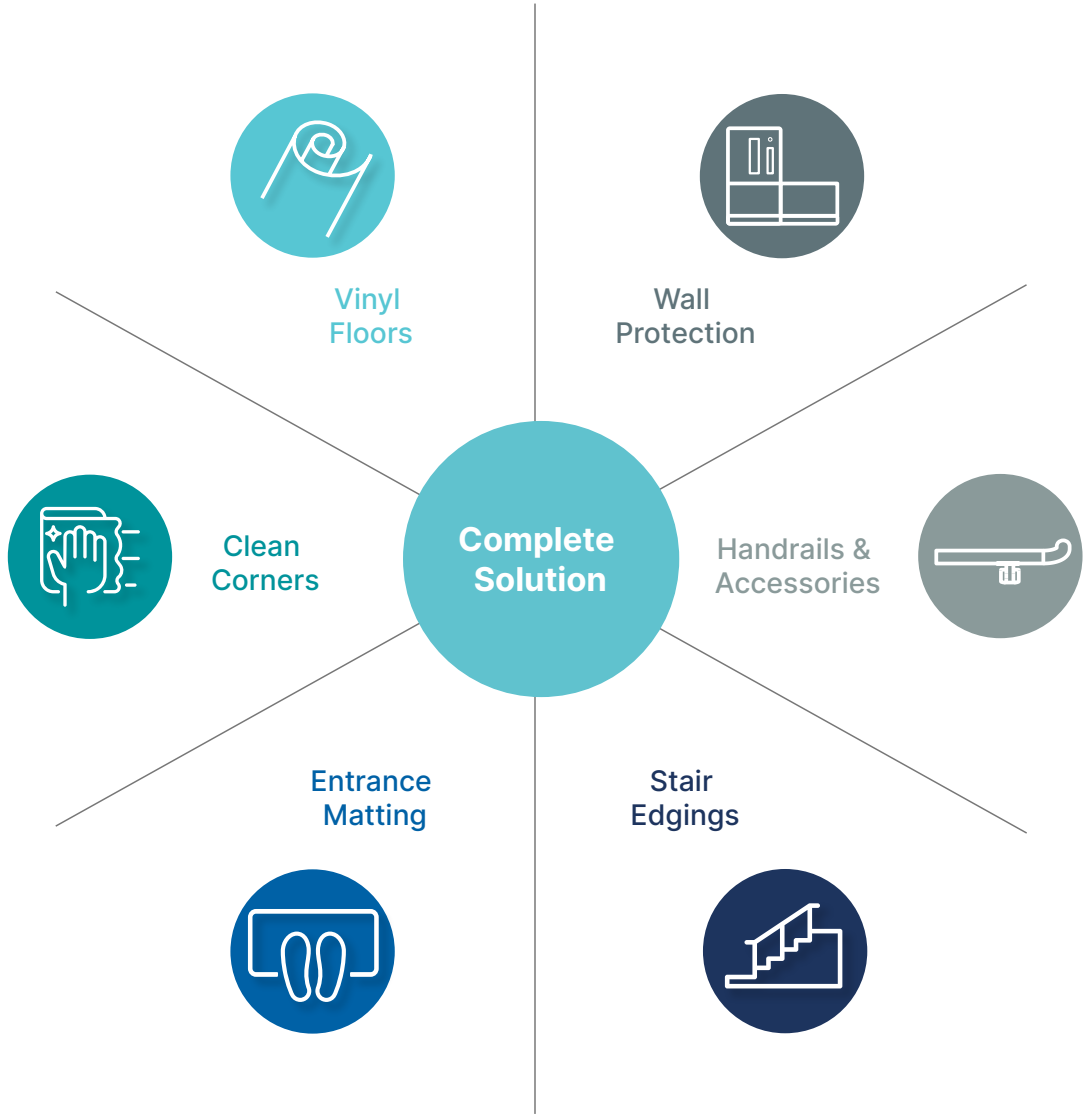 Vinyl
Floors
Wall
Protection
Clean
Corners
Complete
Solution
Handrails &
Accessories
Entrance
Matting
Stair
Edgings